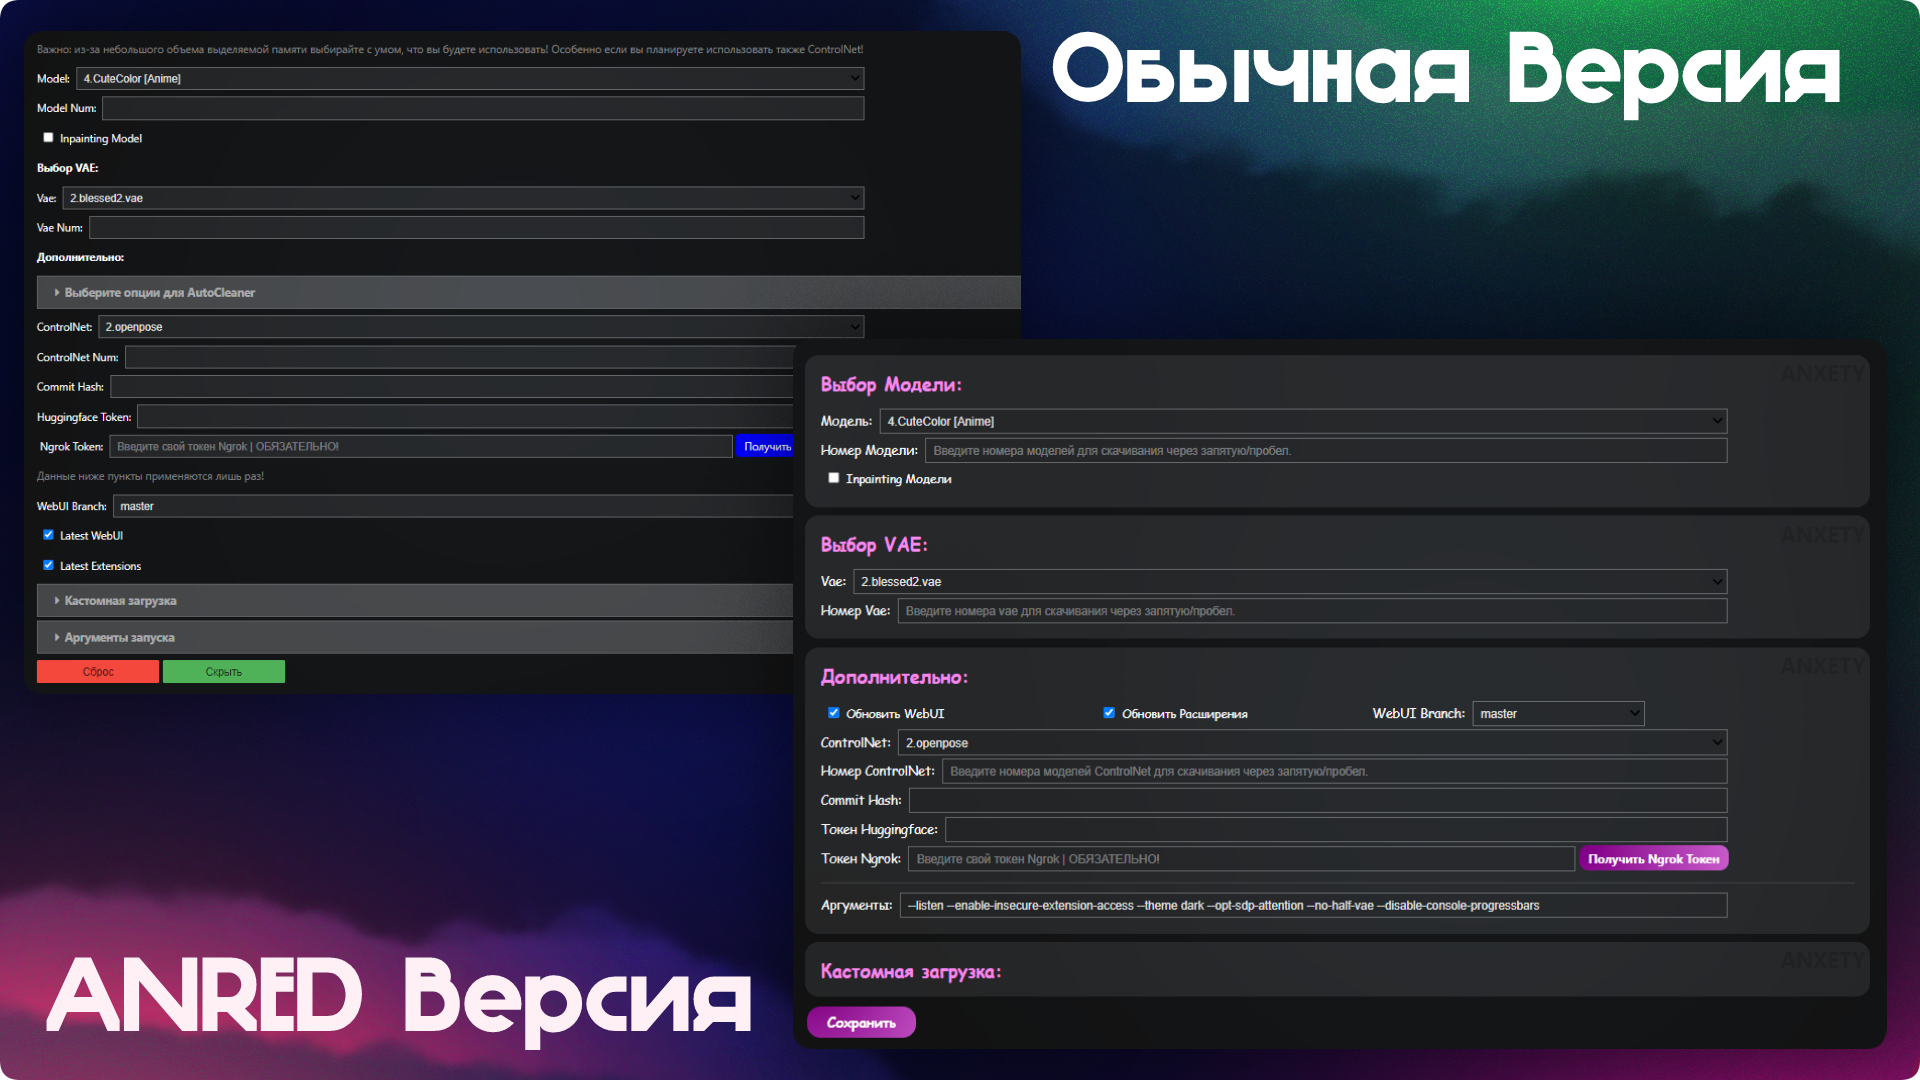 Обычная Версия
Важно: из-за небольшого объема выделяемой памяти выбирайте с умом, что вы будете использовать! Особенно если вы планируете использовать также ControlNet!
Model: 4.CuteColor [Anime]
Model Num:
Inpainting Model
Выбор VAE:
Vae: 2.blessed2.vae
Vae Num:
Дополнительно:
Выберите опции для AutoCleaner
ControlNet: 2.openpose
ControlNet Num:
Commit Hash:
Huggingface Token:
Ngrok Token: Введите свой токен Ngrok | ОБЯЗАТЕЛЬНО! Получить
Данные ниже пункты применяются лишь раз!
WebUI Branch: master
Latest WebUI
Latest Extensions
Кастомная загрузка
Аргументы запуска
Сброс Скрыть
ANXETY
Выбор Модели:
Модель: 4.CuteColor [Anime]
Номер Модели: Введите номера моделей для скачивания через запятую/пробел.
Inpainting Модели
ANXETY
Выбор VAE:
Vae: 2.blessed2.vae
Номер Vae: Введите номера vae для скачивания через запятую/пробел.
ANXETY
Дополнительно:
Обновить WebUI Обновить Расширения WebUI Branch: master
ControlNet: 2.openpose
Номер ControlNet: Введите номера моделей ControlNet для скачивания через запятую/пробел.
Commit Hash:
Токен Huggingface:
Токен Ngrok: Введите свой токен Ngrok | ОБЯЗАТЕЛЬНО! Получить Ngrok Токен
Аргументы: --listen --enable-insecure-extension-access --theme dark --opt-sdp-attention --no-half-vae --disable-console-progressbars
ANXETY
Кастомная загрузка:
Сохранить
ANRED Версия